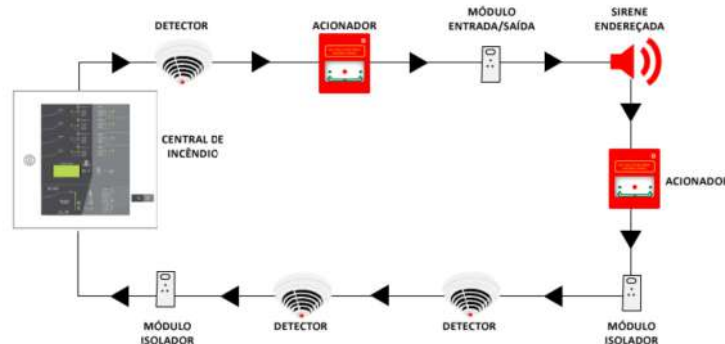 DETECTOR
ACIONADOR
MÓDULO
ENTRADA/SAÍDA
SIRENE
ENDEREÇADA
CENTRAL DE
INCÊNDIO
ACIONADOR
MÓDULO
ISOLADOR
DETECTOR
DETECTOR
MÓDULO
ISOLADOR